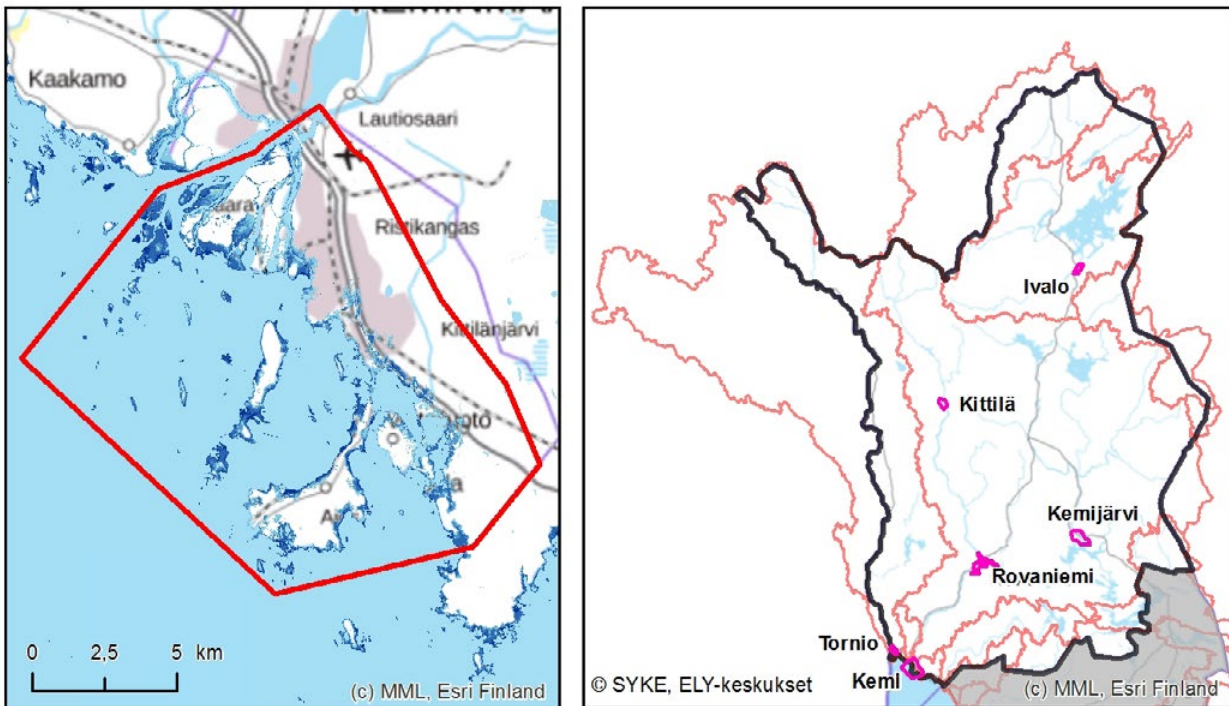 Kaakamo
Lautiosaari
Ristikangas
Kittilänjärvi
0 2,5 5 km
(c) MML, Esri Finland
Ivalo
Kittilä
Kemijärvi
Rovaniemi
Tornio
Kemi
© SYKE, ELY-keskukset
(c) MML, Esri Finland